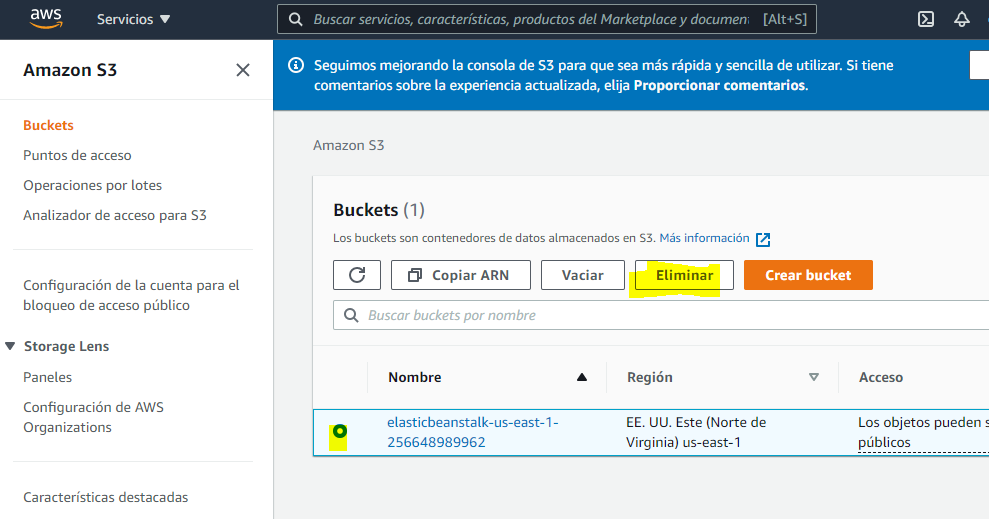 aws
Servicios
Buscar servicios, características, productos del Marketplace y document [Alt+S]
Amazon S3
Buckets
Puntos de acceso
Operaciones por lotes
Analizador de acceso para S3
Configuración de la cuenta para el
bloqueo de acceso público
Storage Lens
Paneles
Configuración de AWS
Organizations
Características destacadas
Seguimos mejorando la consola de S3 para que sea más rápida y sencilla de utilizar. Si tiene
comentarios sobre la experiencia actualizada, elija Proporcionar comentarios.
Amazon S3
Buckets (1)
Los buckets son contenedores de datos almacenados en S3. Más información
Copiar ARN
Vaciar
Eliminar
Crear bucket
Buscar buckets por nombre
Nombre
Región
Acceso
elasticbeanstalk-us-east-1-
256648989962
EE. UU. Este (Norte de
Virginia) us-east-1
Los objetos pueden s
públicos